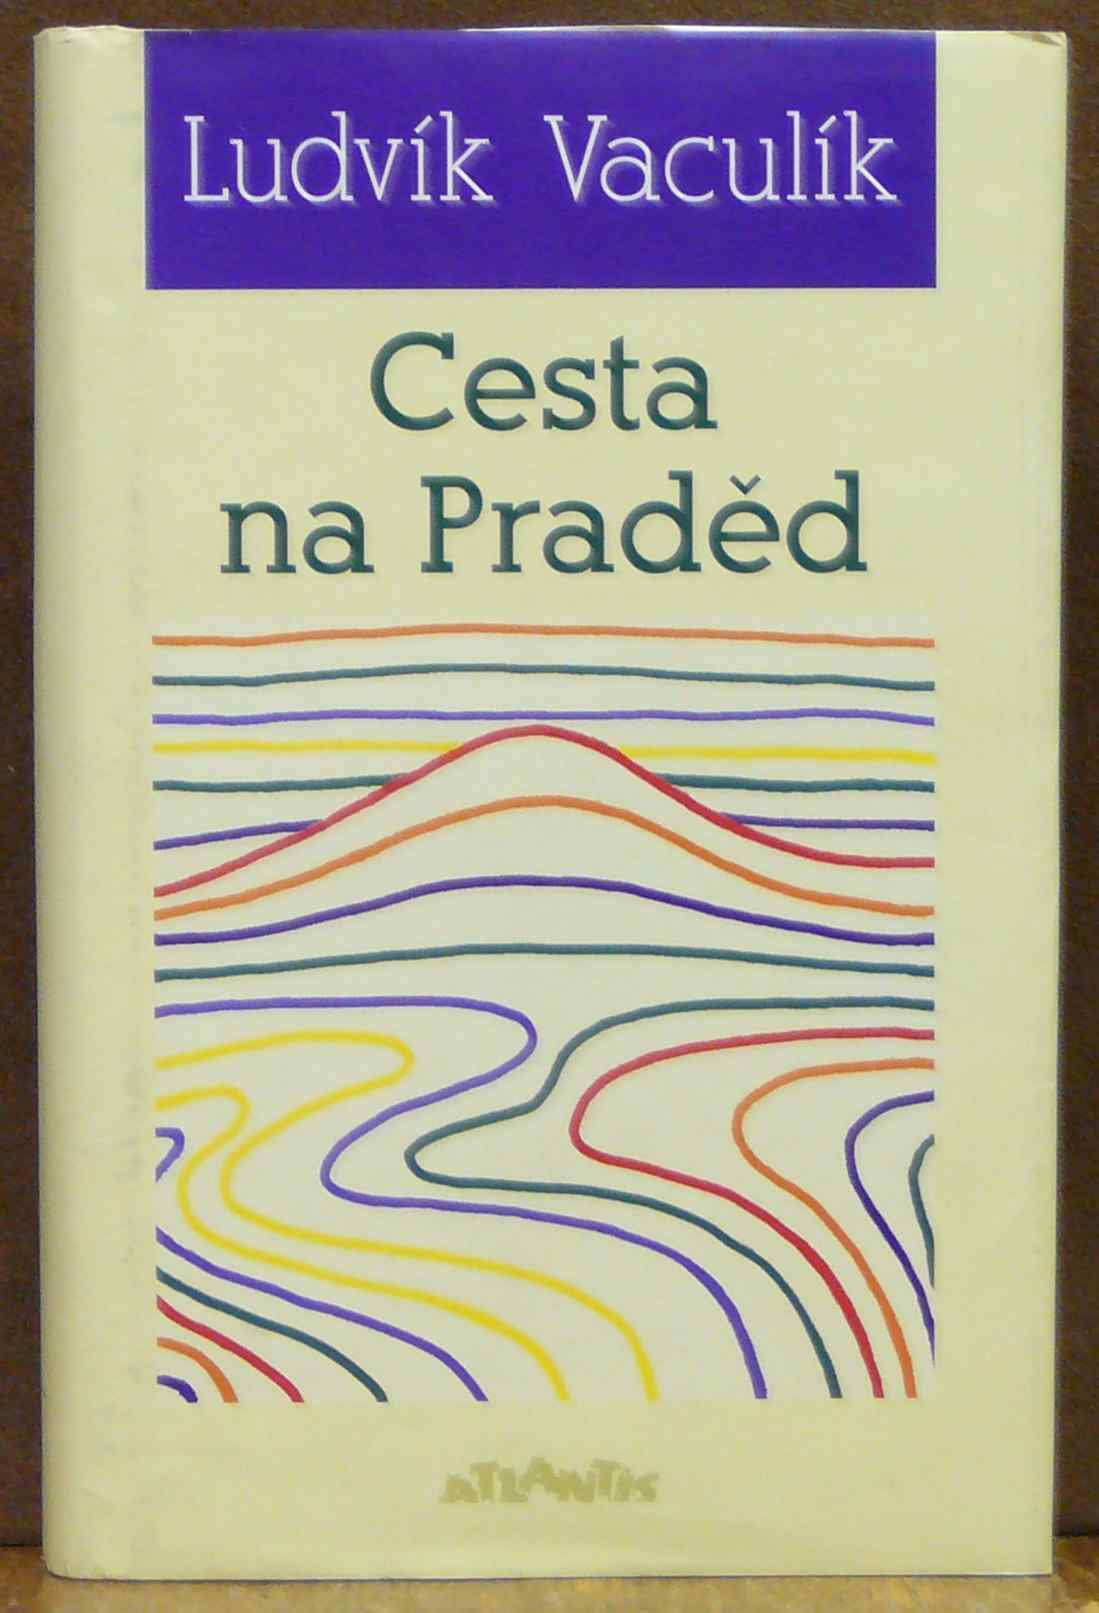 Ludvík Vaculík
Cesta
na Praděd
ATLANTIS